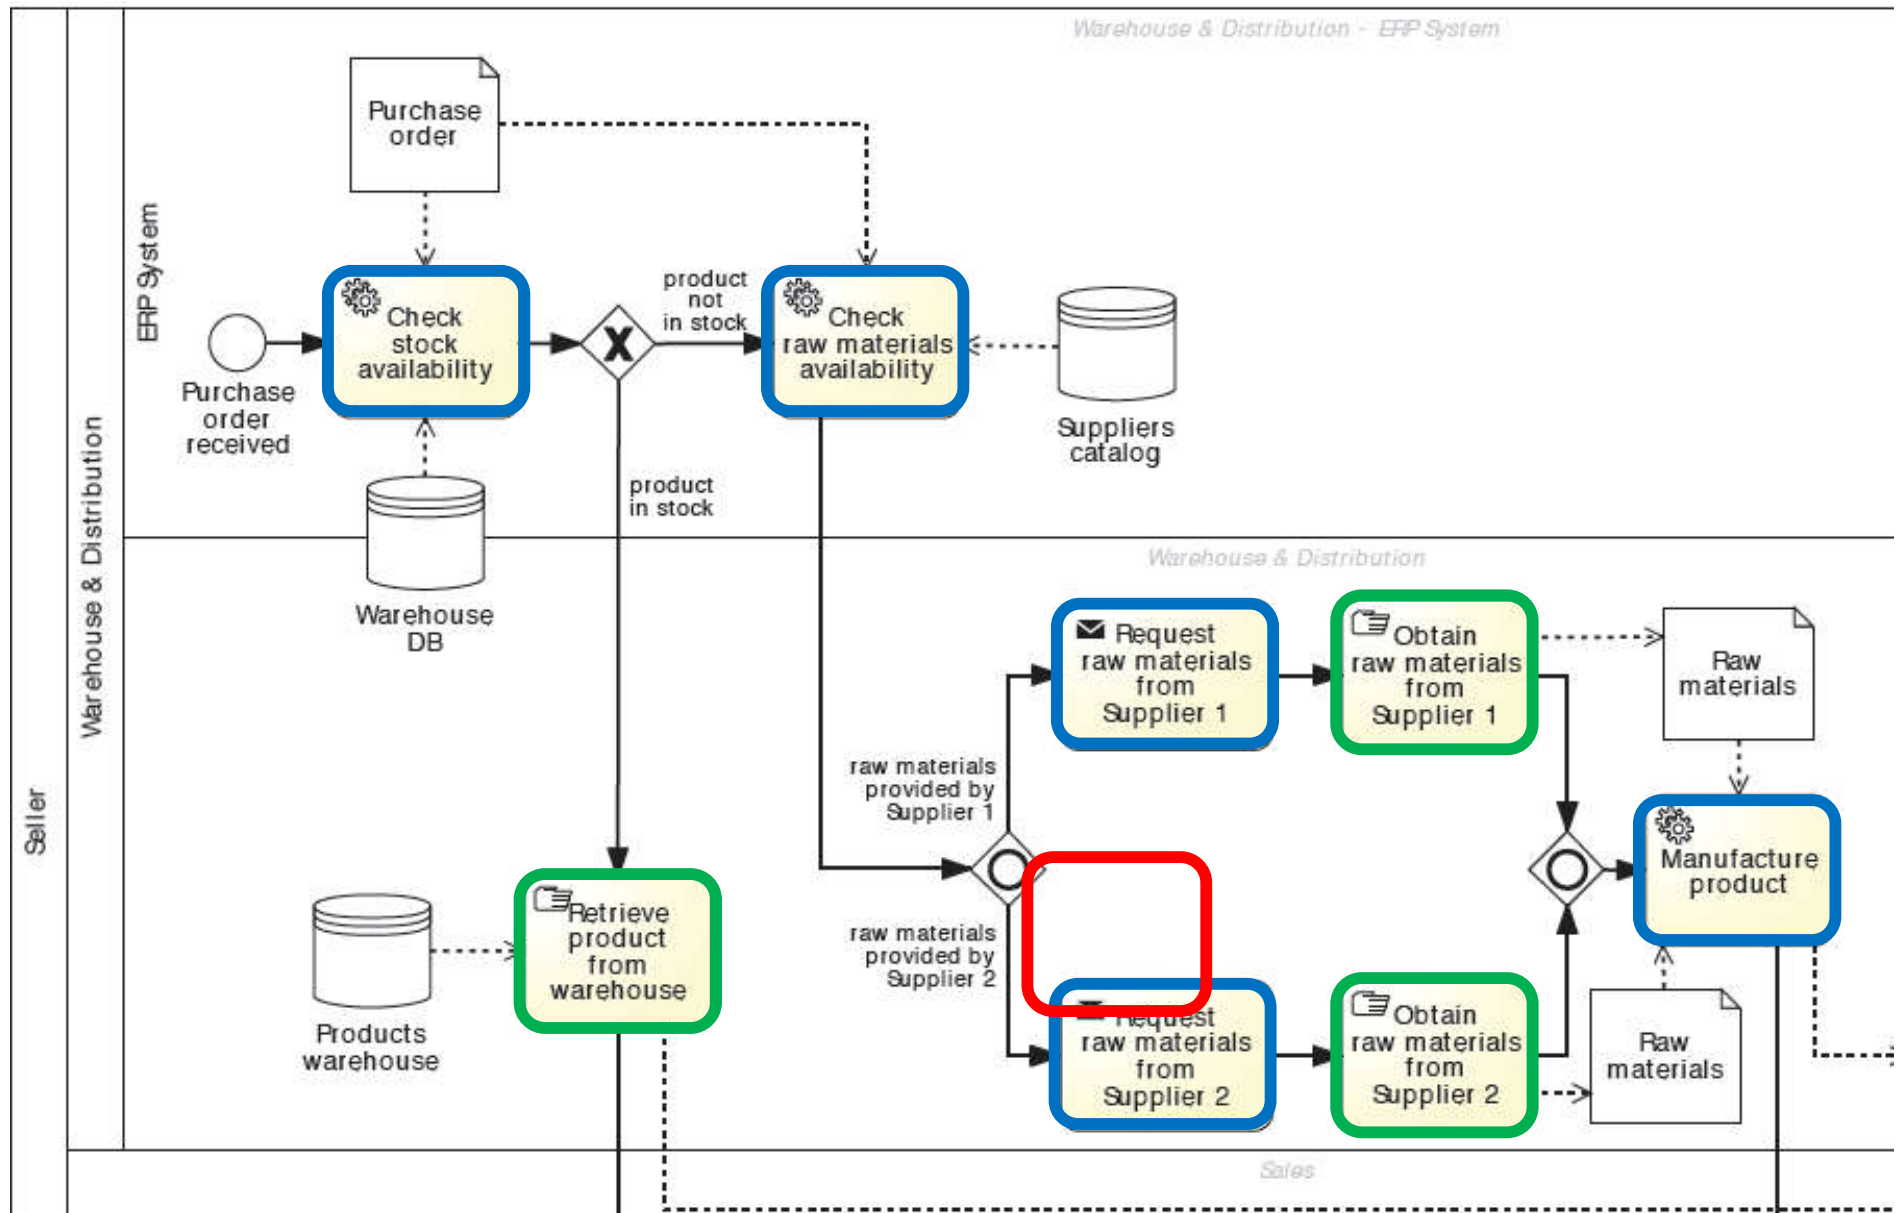 Warehouse & Distribution - ERP System
Purchase
order
ERP System
Check
stock
availability
product
not
in stock
X
Check
raw materials
availability
Purchase
order
received
Suppliers
catalog
product
in stock
Warehouse
DB
Warehouse & Distribution
Seller
Warehouse & Distribution
Request
raw materials
from
Supplier 1
Obtain
raw materials
from
Supplier 1
Raw
materials
raw materials
provided by
Supplier 1
Manufacture
product
raw materials
provided by
Supplier 2
Retrieve
product
from
warehouse
Products
warehouse
Request
raw materials
from
Supplier 2
Obtain
raw materials
from
Supplier 2
Raw
materials
Sales